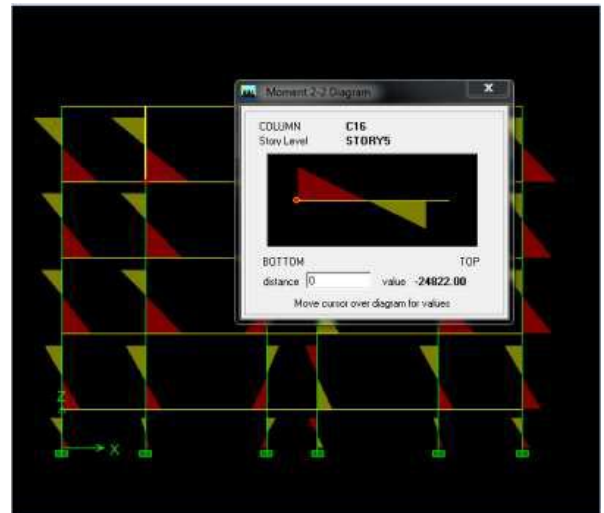 Moment 2-2 Diagram
X
COLUMN C16
Story Level STORY5
BOTTOM TOP
distance 0 value -24822.00
Move cursor over diagram for values
Z
X